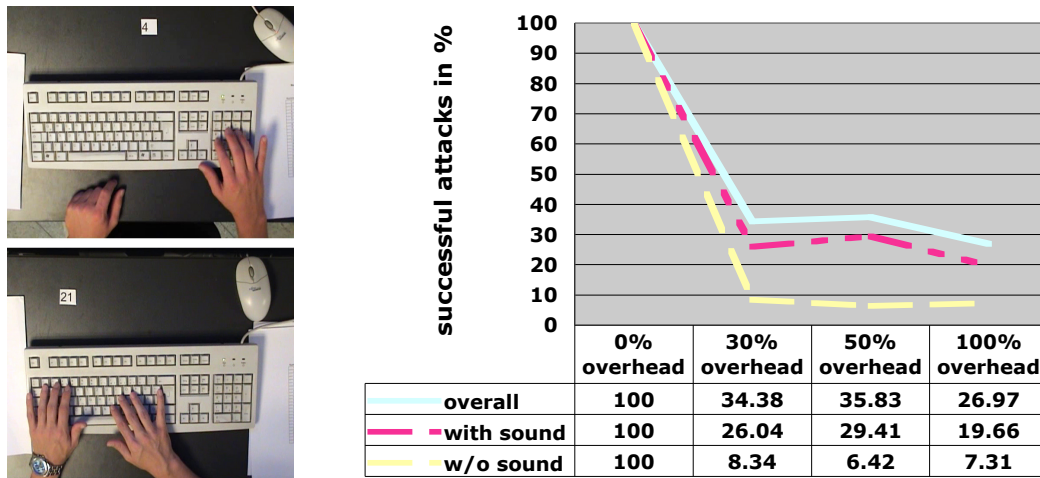 4
21
successful attacks in %
100
90
80
70
60
50
40
30
20
10
0
0% overhead 30% overhead 50% overhead 100% overhead
overall 100 34.38 35.83 26.97
with sound 100 26.04 29.41 19.66
w/o sound 100 8.34 6.42 7.31